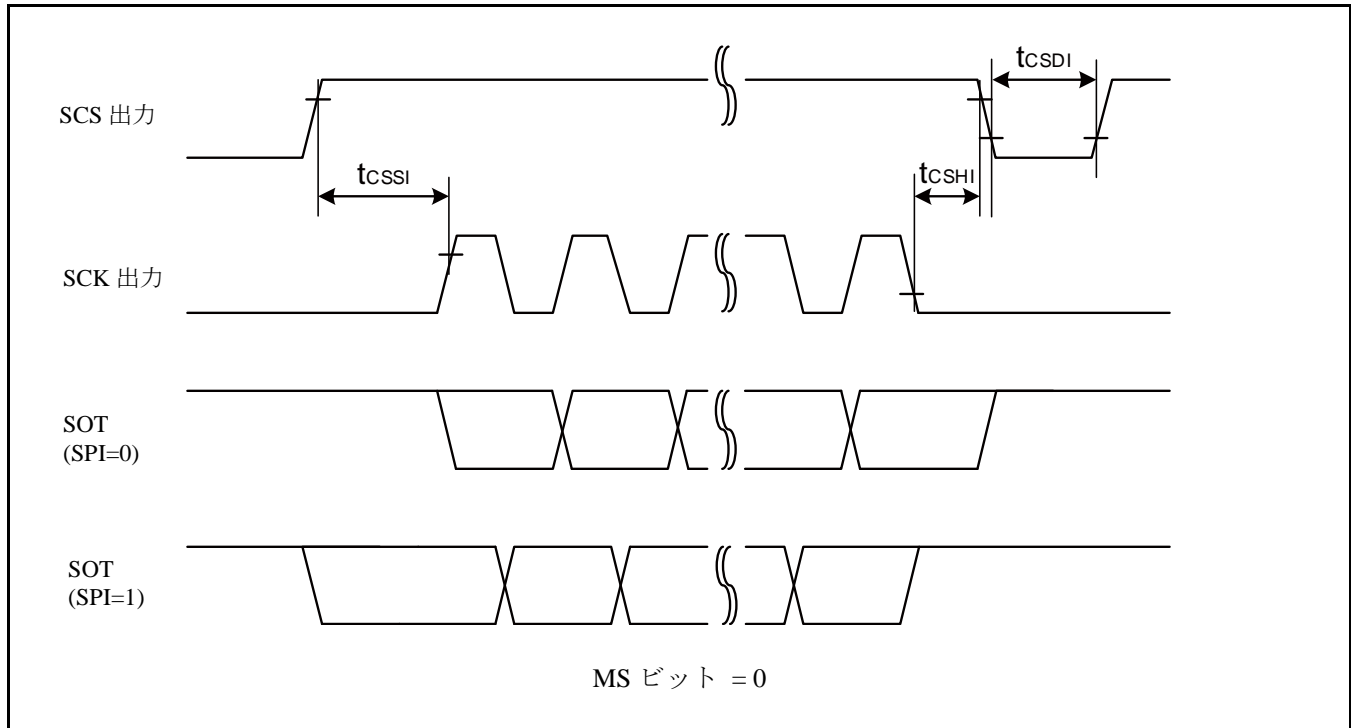 tCSDI
SCS 出力
tCSSI
tCSHI
SCK 出力
SOT
(SPI=0)
SOT
(SPI=1)
MS ビット = 0